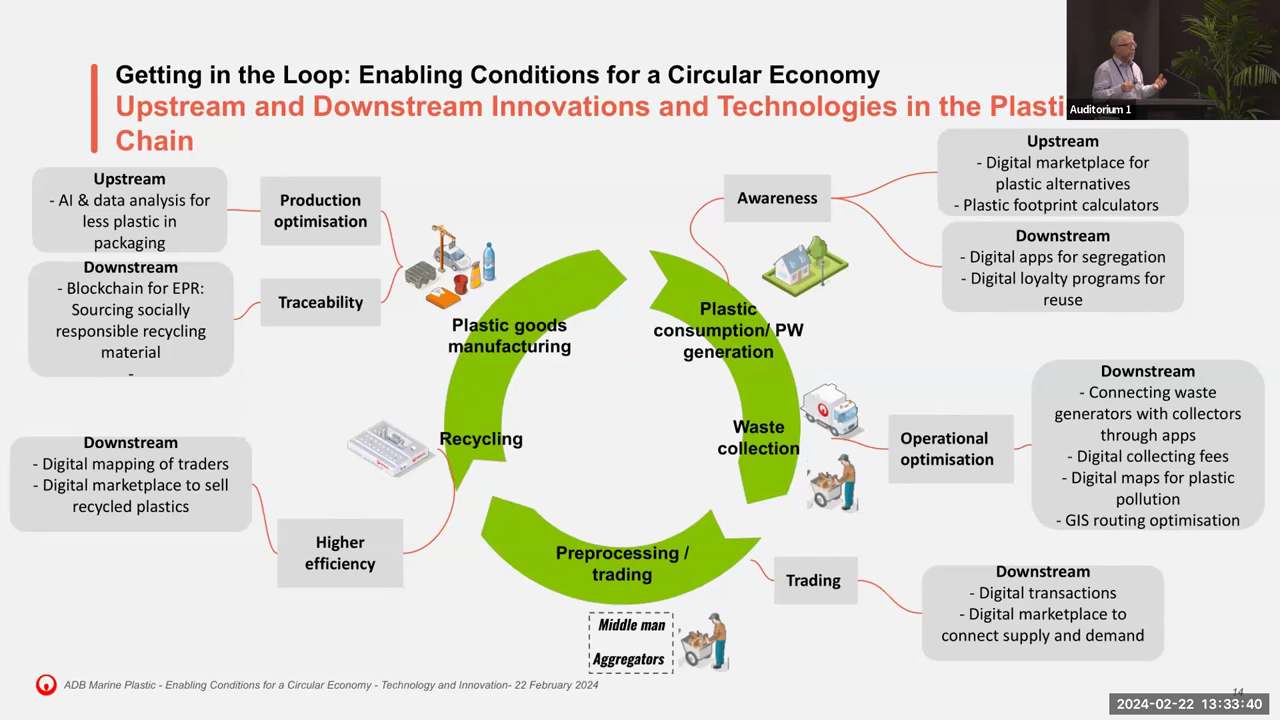 Getting in the Loop: Enabling Conditions for a Circular Economy
Upstream and Downstream Innovations and Technologies in the Plasti
Chain
Auditorium 1
Upstream
- AI & data analysis for
less plastic in
packaging
Production
optimisation
Downstream
- Blockchain for EPR:
Sourcing socially
responsible recycling
material
-
Traceability
Plastic goods
manufacturing
Awareness
Upstream
- Digital marketplace for
plastic alternatives
- Plastic footprint calculators
Downstream
- Digital apps for segregation
- Digital loyalty programs for
reuse
Plastic
consumption/ PW
generation
Waste
collection
Operational
optimisation
Downstream
- Connecting waste
generators with collectors
through apps
- Digital collecting fees
- Digital maps for plastic
pollution
- GIS routing optimisation
Recycling
Downstream
- Digital mapping of traders
- Digital marketplace to sell
recycled plastics
Higher
efficiency
Preprocessing /
trading
Trading
Downstream
- Digital transactions
- Digital marketplace to
connect supply and demand
Middle man
Aggregators
ADB Marine Plastic - Enabling Conditions for a Circular Economy - Technology and Innovation- 22 February 2024
14
2024-02-22 13:33:40